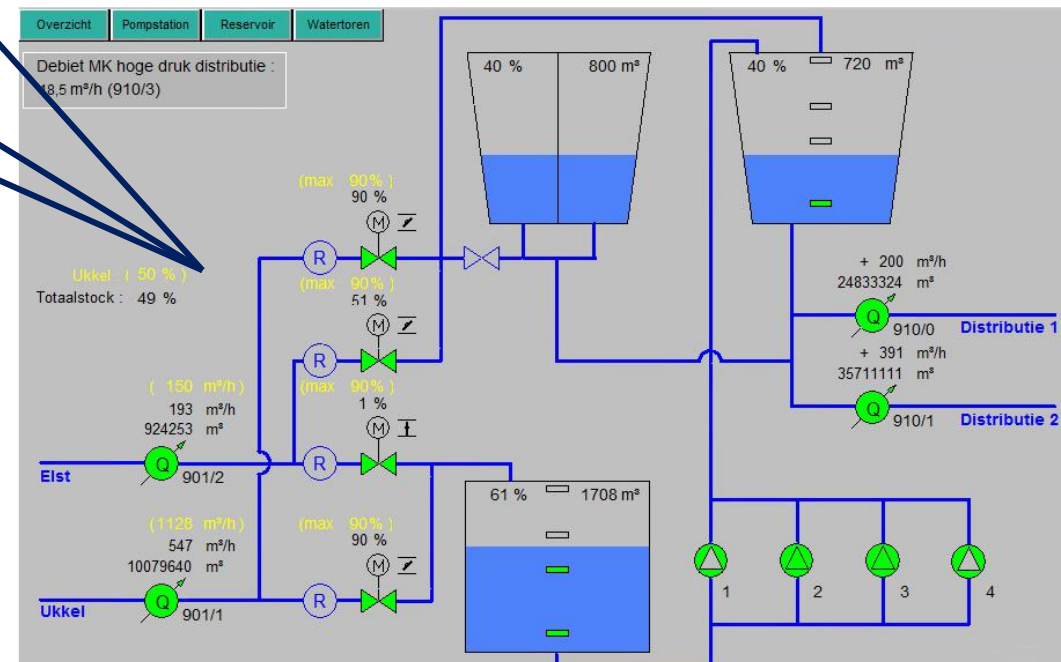 Overzicht
Pompstation
Reservoir
Watertoren
Debiet MK hoge druk distributie :
48,5 m³/h (910/3)
40 %
800 m³
40 %
720 m³
(max 90%)
90 %
M
R
Ukkel : ( 50 % )
Totaalstock : 49 %
(max 90%)
51 %
M
R
+ 200 m³/h
24833324 m³
Q
910/0
Distributie 1
+ 391 m³/h
35711111 m³
Q
910/1
Distributie 2
( 150 m³/h )
193 m³/h
924253 m³
Q
901/2
Elst
(max 90%)
1 %
M
R
61 %
1708 m³
(1128 m³/h )
547 m³/h
10079640 m³
Q
901/1
Ukkel
(max 90%)
90 %
M
R
1
2
3
4